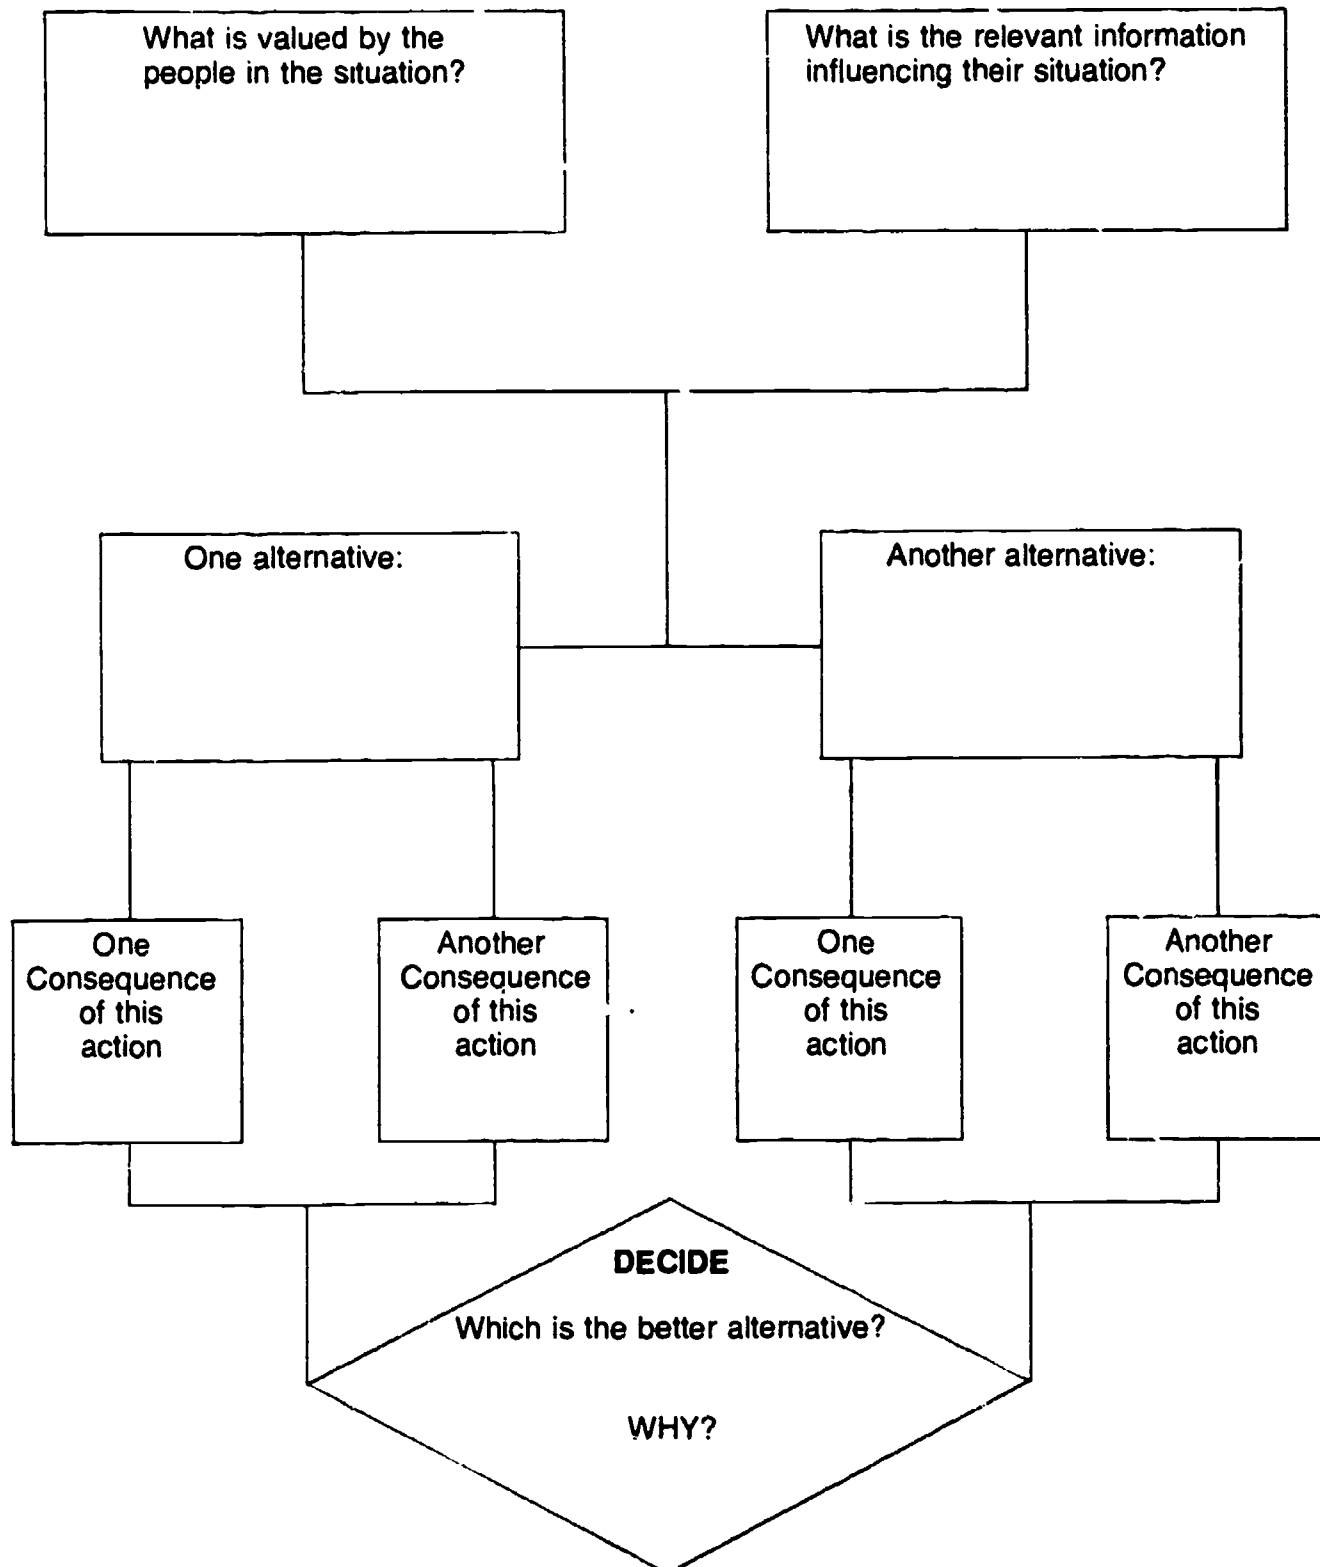 What is valued by the
people in the situation?
What is the relevant information
influencing their situation?
One alternative:
Another alternative:
One
Consequence
of this
action
Another
Consequence
of this
action
One
Consequence
of this
action
Another
Consequence
of this
action
DECIDE
Which is the better alternative?
WHY?